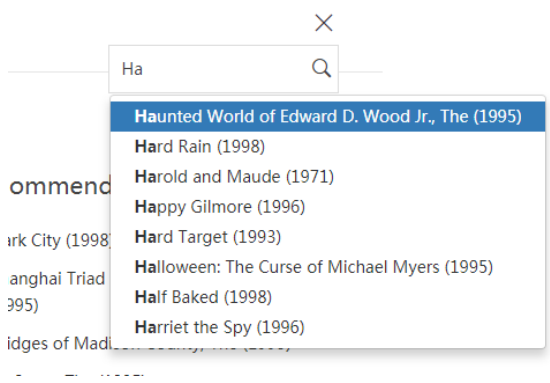 Ha
Haunted World of Edward D. Wood Jr., The (1995)
Hard Rain (1998)
Harold and Maude (1971)
ommend
Happy Gilmore (1996)
Hard Target (1993)
ark City (1998)
Halloween: The Curse of Michael Myers (1995)
anghai Triad
Half Baked (1998)
995)
Harriet the Spy (1996)
idges of Madison County, The (1995)